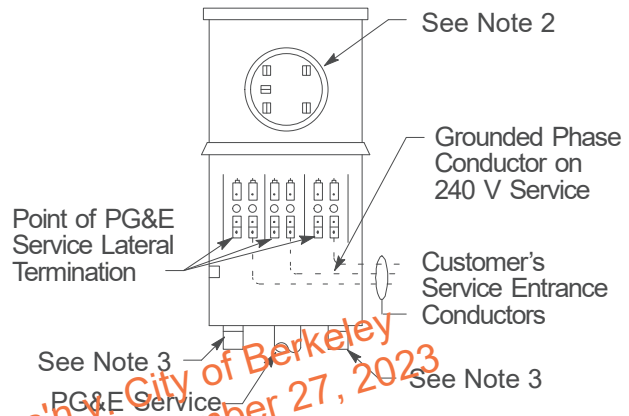 See Note 2
Grounded Phase
Conductor on
240 V Service
Point of PG&E
Service Lateral
Termination
Customer's
Service Entrance
Conductors
See Note 3
See Note 3
PG&E Service
City of Berkeley
27, 2023